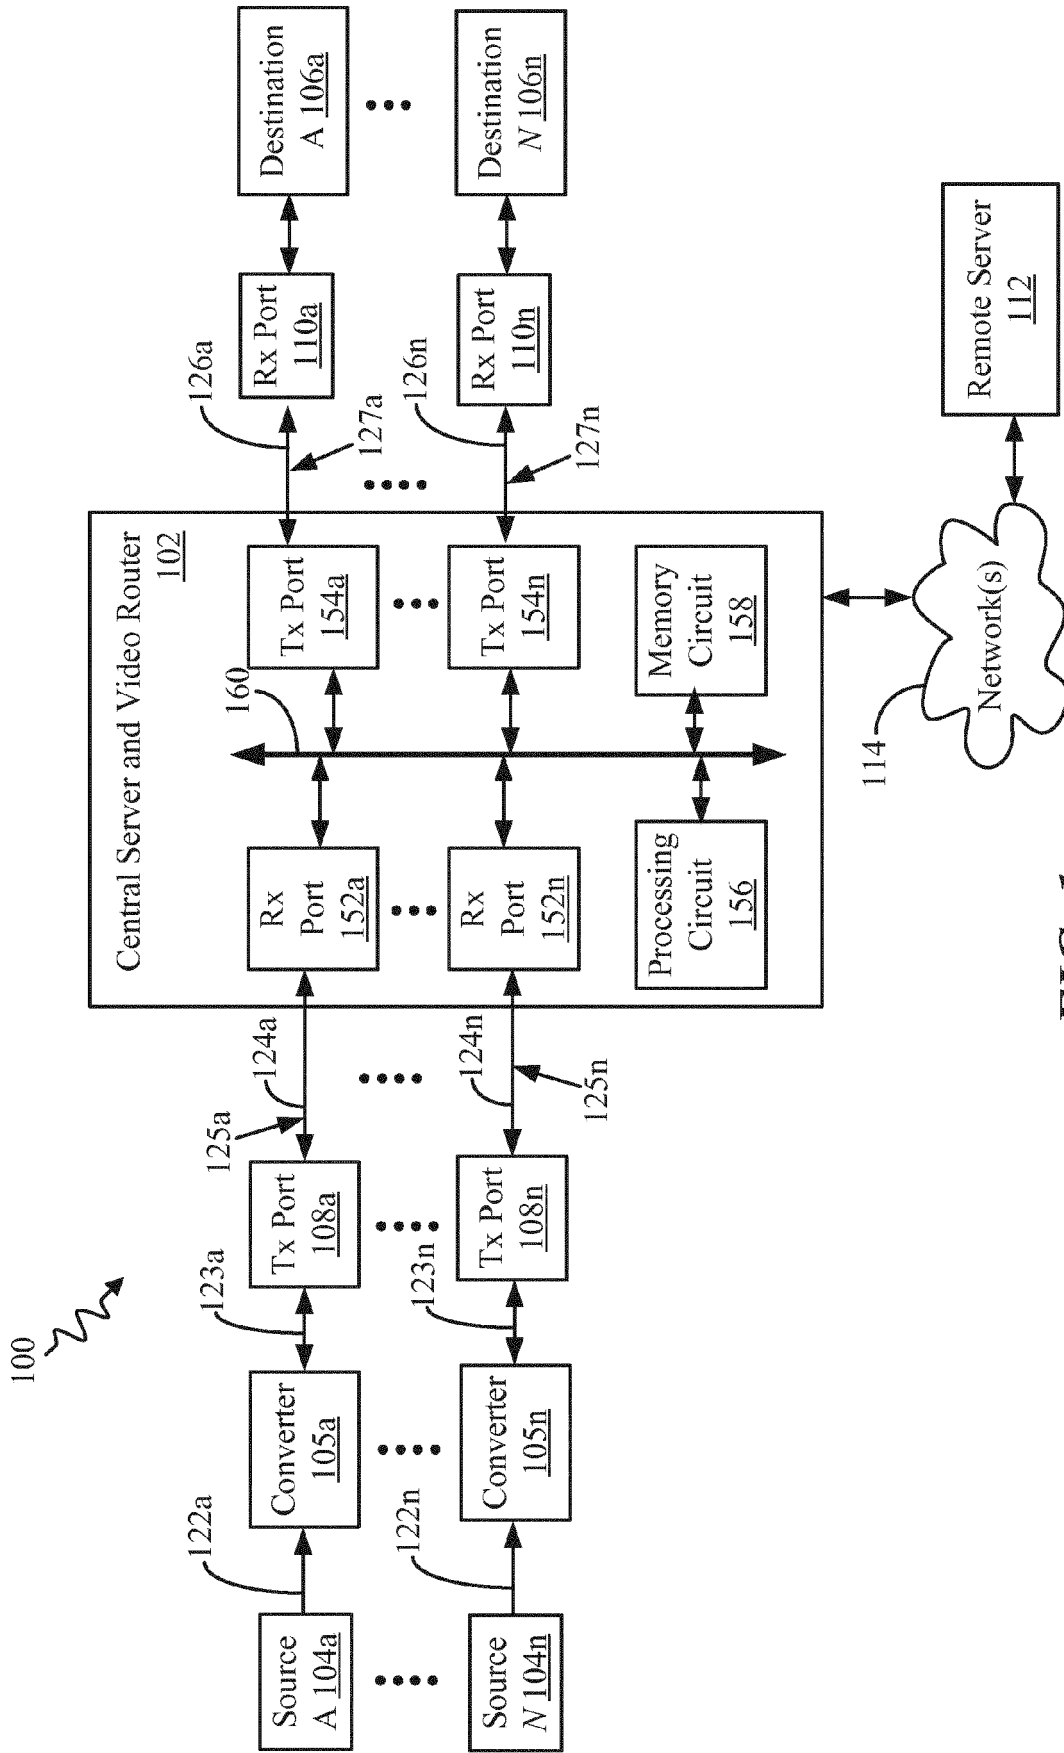 100
Central Server and Video Router
102
Source
A 104a
122a
Converter
105a
123a
Tx Port
108a
125a
124a
Rx
Port
152a
160
Tx Port
154a
126a
127a
Rx Port
110a
Destination
A 106a
Source
N 104n
122n
Converter
105n
123n
Tx Port
108n
124n
125n
Rx
Port
152n
Tx Port
154n
126n
127n
Rx Port
110n
Destination
N 106n
Processing
Circuit
156
Memory
Circuit
158
114
Network(s)
Remote Server
112